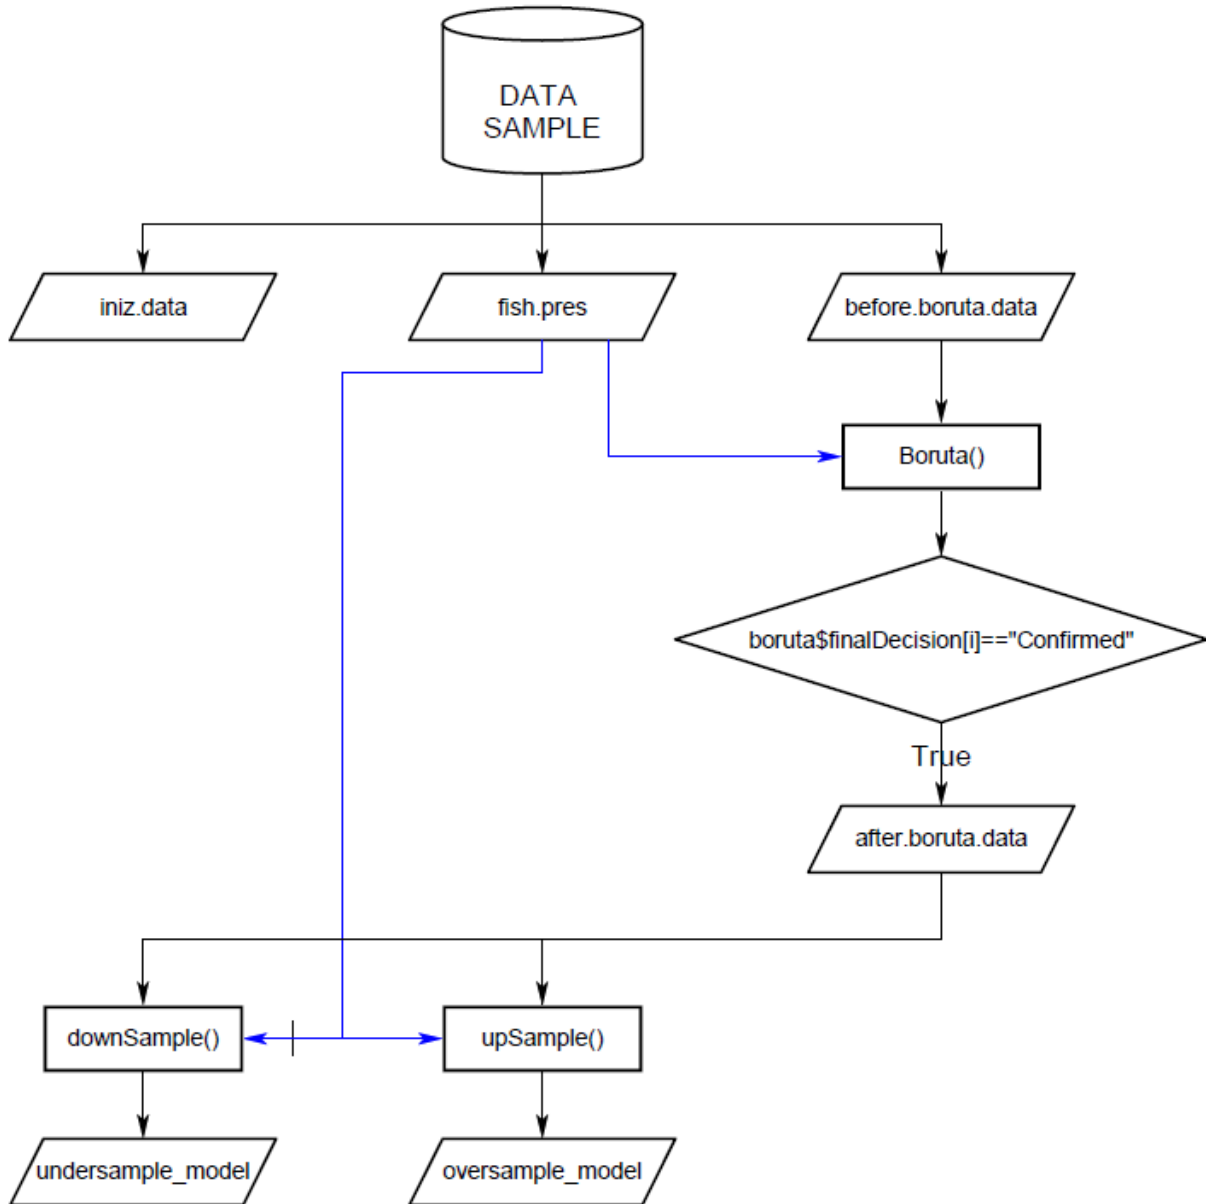 DATA
SAMPLE
iniz.data
fish.pres
before.boruta.data
Boruta()
boruta$finalDecision[i]=="Confirmed"
True
after.boruta.data
downSample()
upSample()
undersample_model
oversample_model